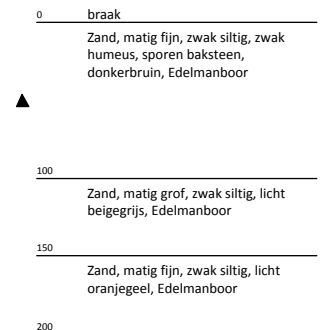 0 braak
Zand, matig fijn, zwak siltig, zwak
humeus, sporen baksteen,
donkerbruin, Edelmanboor
100
Zand, matig grof, zwak siltig, licht
beigegrijs, Edelmanboor
150
Zand, matig fijn, zwak siltig, licht
oranjegeel, Edelmanboor
200